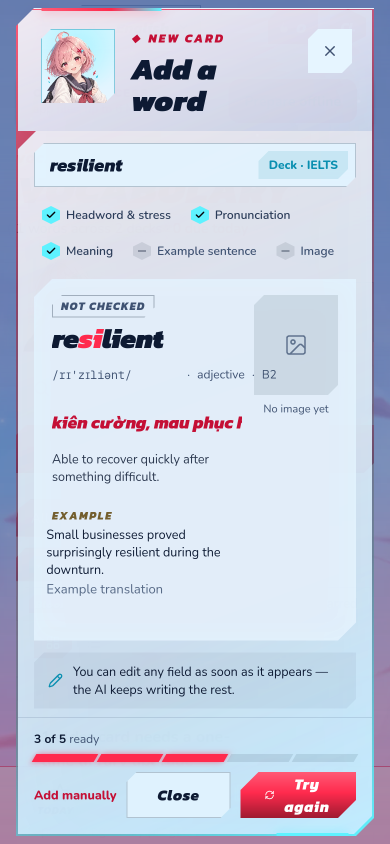 NEW CARD
Add a
word
resilient
Deck · IELTS
Headword & stress
Pronunciation
Meaning
Example sentence
Image
NOT CHECKED
resilient
/rɪˈzɪliənt/
· adjective · B2
No image yet
kiên cường, mau phục h
Able to recover quickly after
something difficult.
EXAMPLE
Small businesses proved
surprisingly resilient during the
downturn.
Example translation
You can edit any field as soon as it appears —
the AI keeps writing the rest.
3 of 5 ready
Add manually
Close
Try
again